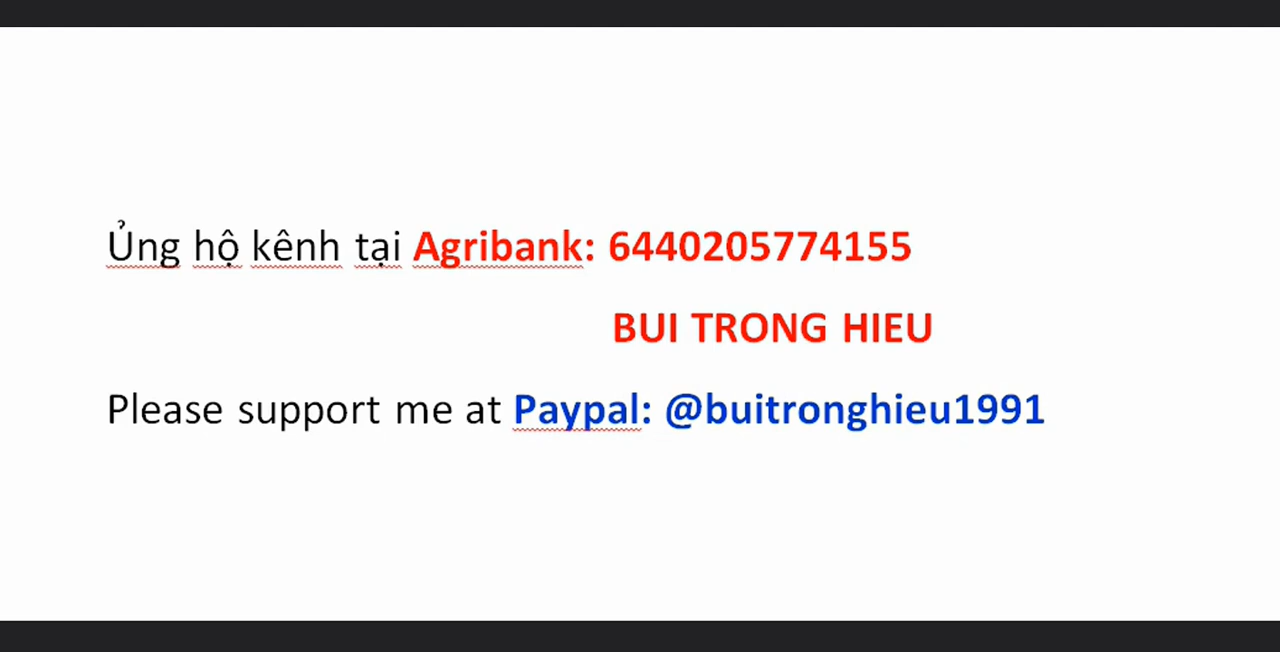 Ủng hộ kênh tại Agribank: 6440205774155
BUI TRONG HIEU
Please support me at Paypal: @buitronghieu1991